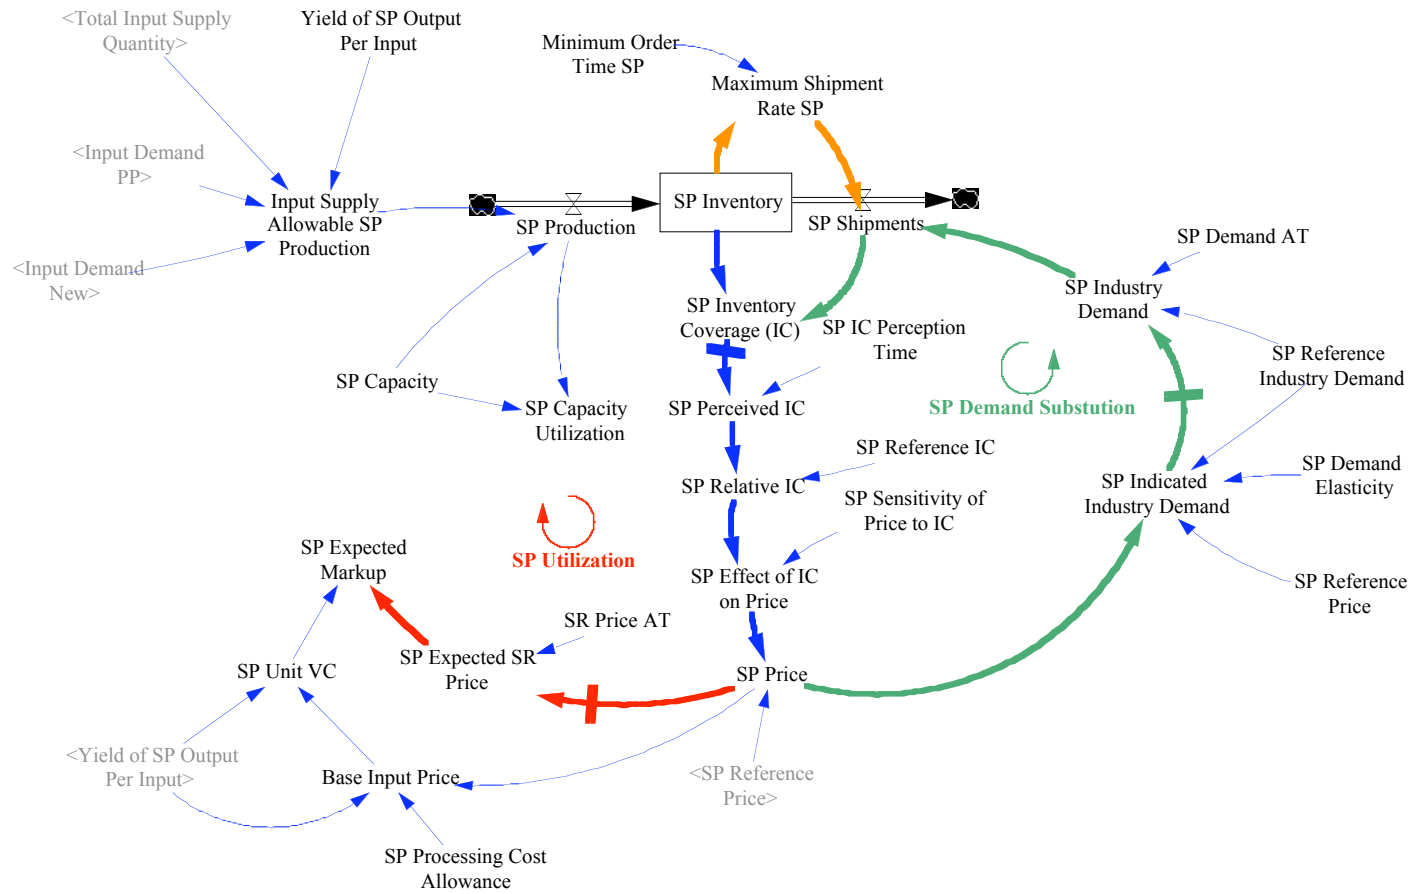 <Total Input Supply
Quantity>
Yield of SP Output
Per Input
Minimum Order
Time SP
Maximum Shipment
Rate SP
<Input Demand
PP>
Input Supply
Allowable SP
Production
SP Production
SP Inventory
SP Shipments
<Input Demand
New>
SP Demand AT
SP Industry
Demand
SP Inventory
Coverage (IC)
SP IC Perception
Time
SP Reference
Industry Demand
SP Capacity
SP Capacity
Utilization
SP Perceived IC
SP Demand Substution
SP Reference IC
SP Relative IC
SP Demand
Elasticity
SP Indicated
Industry Demand
SP Sensitivity of
Price to IC
SP Utilization
SP Expected
Markup
SP Effect of IC
on Price
SP Reference
Price
SR Price AT
SP Expected SR
Price
SP Unit VC
SP Price
<Yield of SP Output
Per Input>
Base Input Price
<SP Reference
Price>
SP Processing Cost
Allowance